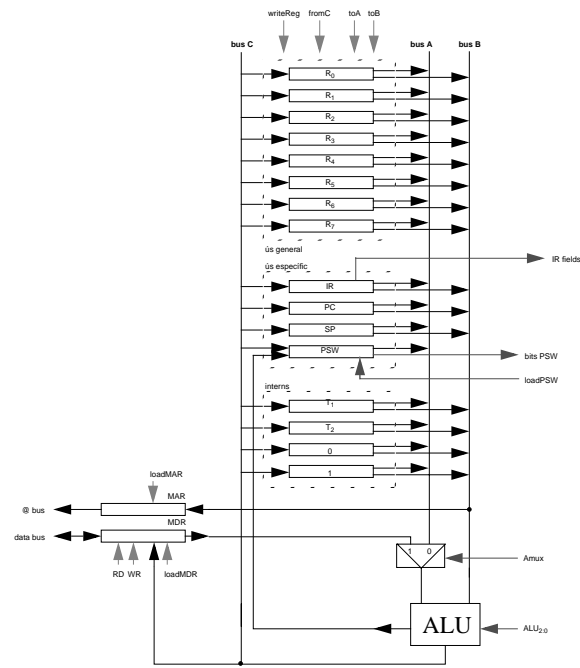 writeReg fromC toA toB
bus C bus A bus B
R0
R1
R2
R3
R4
R5
R6
R7
ús general
ús específic
IR fields
IR
PC
SP
PSW
bits PSW
loadPSW
interns
T1
T2
0
1
loadMAR
MAR
@ bus
MDR
data bus
1 0
RD WR loadMDR
Amux
ALU
ALU2:0